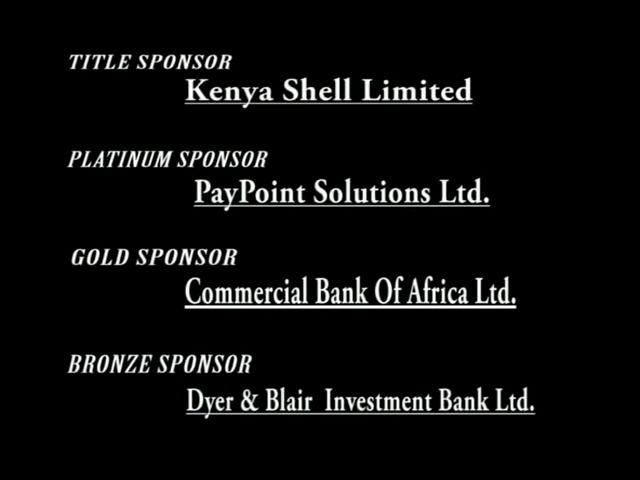 TITLE SPONSOR
Kenya Shell Limited
PLATINUM SPONSOR
PayPoint Solutions Ltd.
GOLD SPONSOR
Commercial Bank Of Africa Ltd.
BRONZE SPONSOR
Dyer & Blair Investment Bank Ltd.